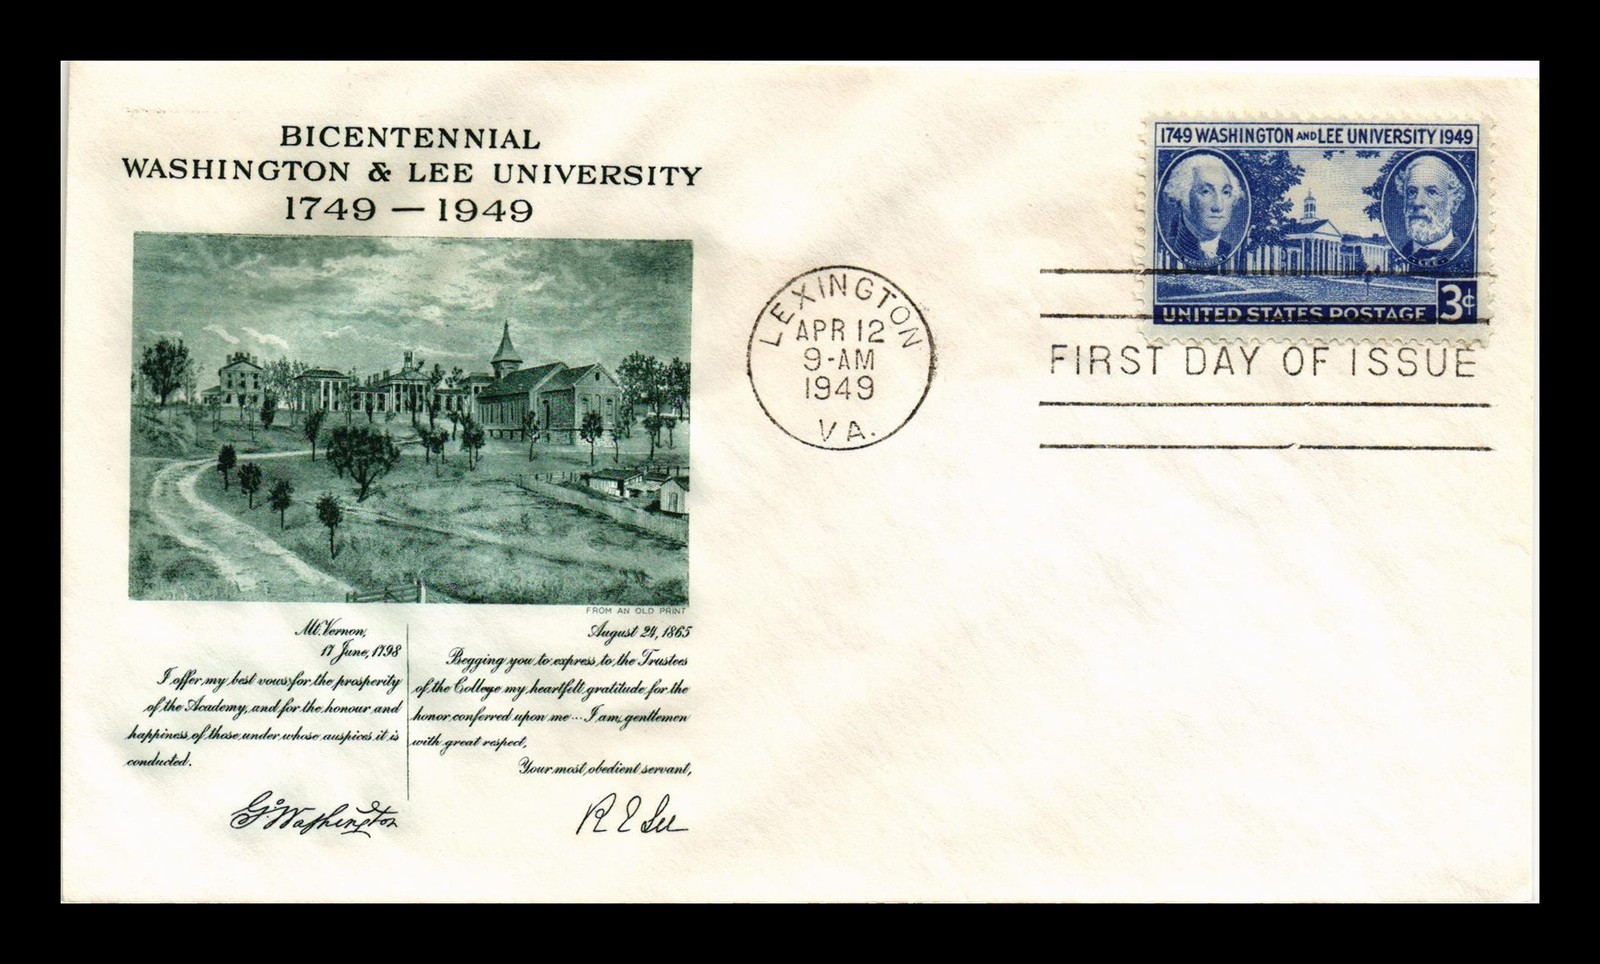 BICENTENNIAL
WASHINGTON & LEE UNIVERSITY
1749 — 1949
FROM AN OLD PRINT
Mt. Vernon,
17 June, 1798
I offer my best vows for the prosperity
of the Academy, and for the honour and
happiness of those under whose auspices it is
conducted.
Go Washington
August 24, 1865
Begging you to express to the Trustees
of the College my heartfelt gratitude for the
honor conferred upon me ... I am, gentlemen
with great respect,
Your most obedient servant,
R E Lee
LEXINGTON
APR 12
9-AM
1949
VA.
1749 WASHINGTON AND LEE UNIVERSITY 1949
WASHINGTON
LEE
UNITED STATES POSTAGE 3¢
FIRST DAY OF ISSUE